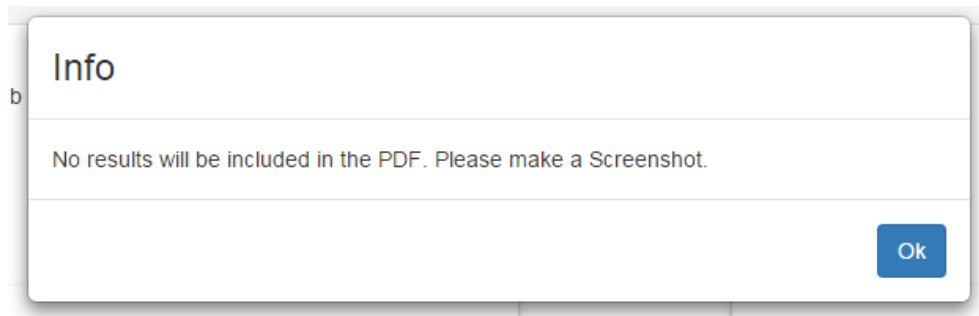 Info
b
No results will be included in the PDF. Please make a Screenshot.
Ok